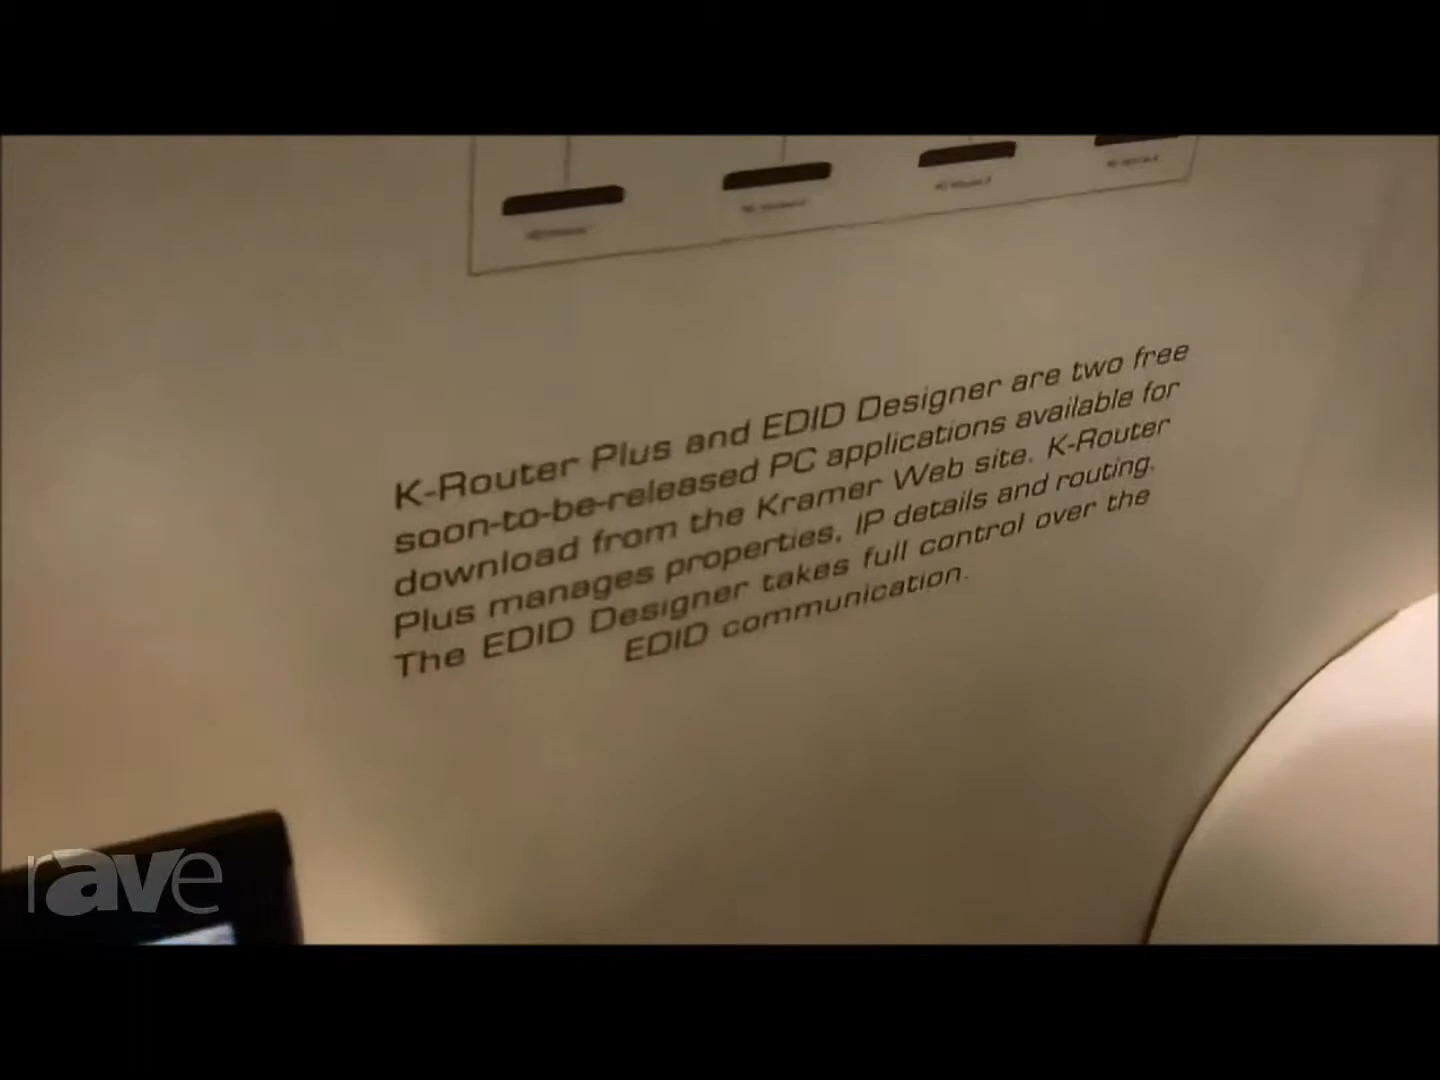 K-Router Plus and EDID Designer are two free
soon-to-be-released PC applications available for
download from the Kramer Web site. K-Router
Plus manages properties, IP details and routing.
The EDID Designer takes full control over the
EDID communication.
rave